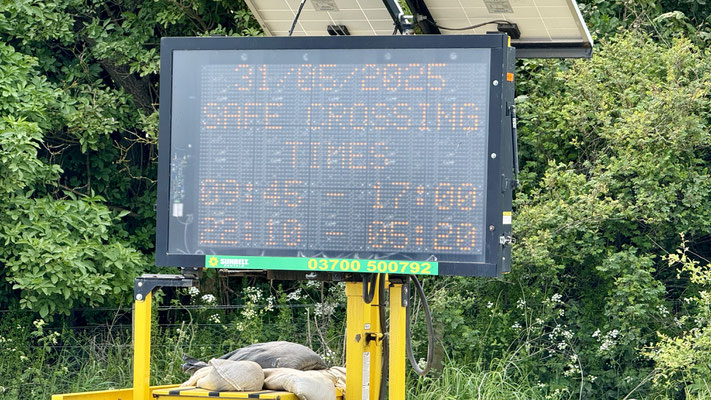 31/05/2025
SAFE CROSSING
TIMES
09:45 - 17:00
22:10 - 05:20
03700 500792